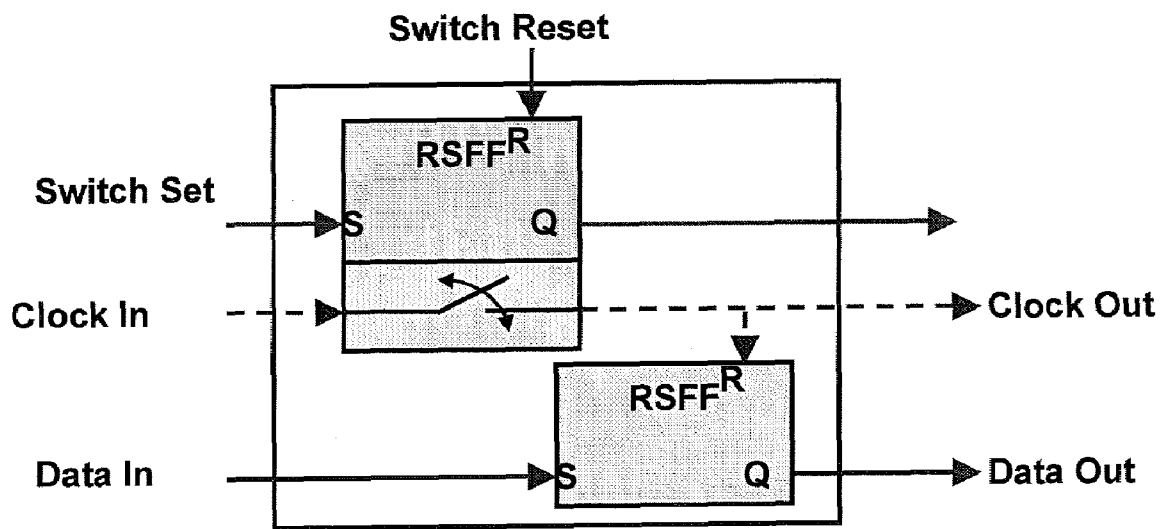 Switch Reset
R
RSFF
Switch Set
S
Q
Clock In
Clock Out
R
RSFF
Data In
S
Q
Data Out